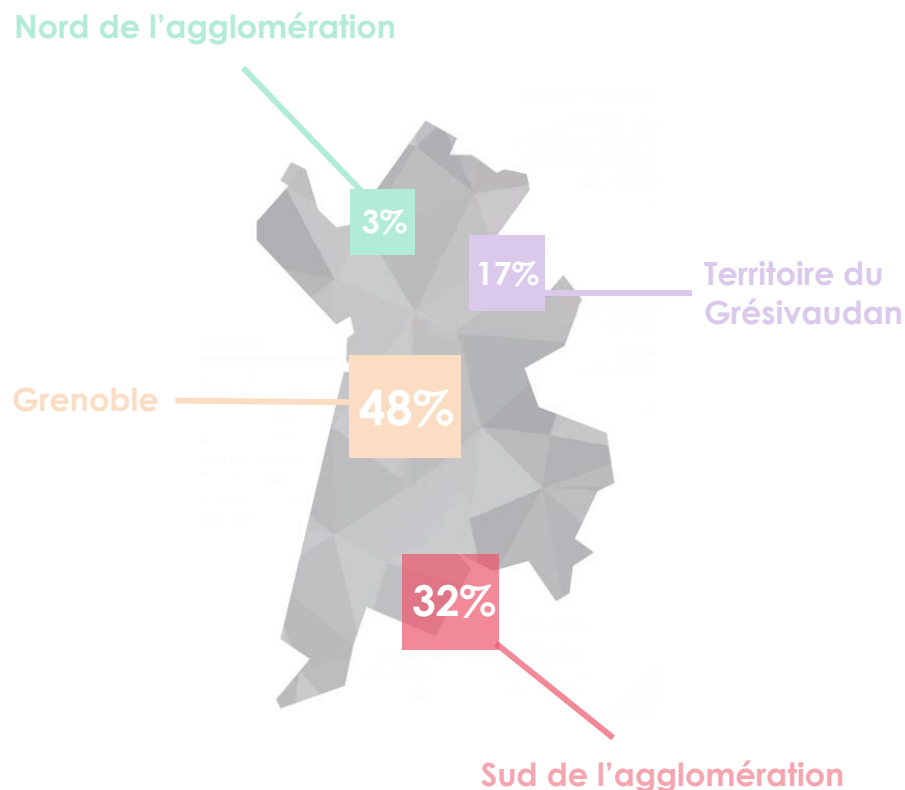 Nord de l’agglomération
3%
17%
Territoire du
Grésivaudan
Grenoble
48%
32%
Sud de l’agglomération